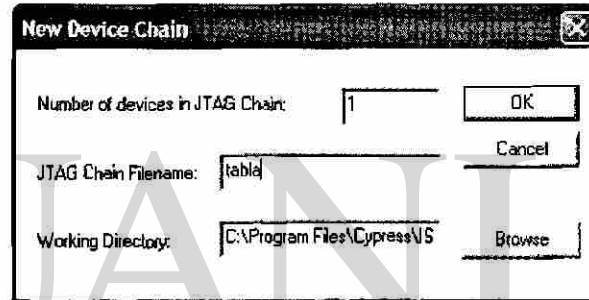 New Device Chain
Number of devices in JTAG Chain: 1 OK
Cancel
JTAG Chain Filename: tabla
Working Directory: C:\Program Files\Cypress\IS Browse
JANI